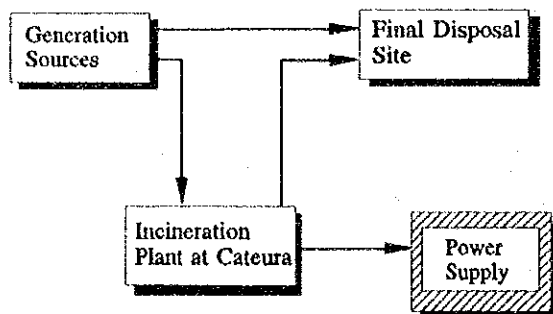 Generation
Sources
Final Disposal
Site
Incineration
Plant at Cateura
Power
Supply